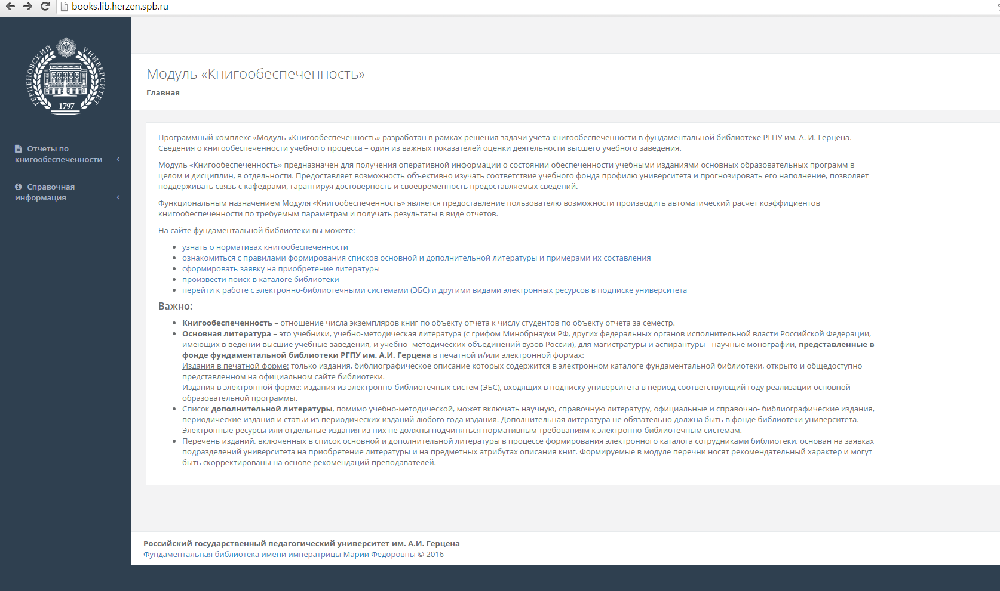 books.lib.herzen.spb.ru
ГЕРЦЕНОВСКИЙ УНИВЕРСИТЕТ
1797
Отчеты по
книгообеспеченности
Справочная
информация
Модуль «Книгообеспеченность»
Главная
Программный комплекс «Модуль «Книгообеспеченность» разработан в рамках решения задачи учета книгообеспеченности в фундаментальной библиотеке РГПУ им. А. И. Герцена.
Сведения о книгообеспеченности учебного процесса – один из важных показателей оценки деятельности высшего учебного заведения.
Модуль «Книгообеспеченность» предназначен для получения оперативной информации о состоянии обеспеченности учебными изданиями основных образовательных программ в
целом и дисциплин, в отдельности. Предоставляет возможность объективно изучать соответствие учебного фонда профилю университета и прогнозировать его наполнение, позволяет
поддерживать связь с кафедрами, гарантируя достоверность и своевременность предоставляемых сведений.
Функциональным назначением Модуля «Книгообеспеченность» является предоставление пользователю возможности производить автоматический расчет коэффициентов
книгообеспеченности по требуемым параметрам и получать результаты в виде отчетов.
На сайте фундаментальной библиотеки вы можете:
узнать о нормативах книгообеспеченности
ознакомиться с правилами формирования списков основной и дополнительной литературы и примерами их составления
сформировать заявку на приобретение литературы
произвести поиск в каталоге библиотеки
перейти к работе с электронно-библиотечными системами (ЭБС) и другими видами электронных ресурсов в подписке университета
Важно:
Книгообеспеченность – отношение числа экземпляров книг по объекту отчета к числу студентов по объекту отчета за семестр.
Основная литература – это учебники, учебно-методическая литература (с грифом Минобрнауки РФ, других федеральных органов исполнительной власти Российской Федерации,
имеющих в ведении высшие учебные заведения, и учебно- методических объединений вузов России), для магистратуры и аспирантуры - научные монографии, представленные в
фонде фундаментальной библиотеки РГПУ им. А.И. Герцена в печатной и/или электронной формах:
Издания в печатной форме: только издания, библиографическое описание которых содержится в электронном каталоге фундаментальной библиотеки, открыто и общедоступно
представленном на официальном сайте библиотеки.
Издания в электронной форме: издания из электронно-библиотечных систем (ЭБС), входящих в подписку университета в период соответствующий году реализации основной
образовательной программы.
Список дополнительной литературы, помимо учебно-методической, может включать научную, справочную литературу, официальные и справочно- библиографические издания,
периодические издания и статьи из периодических изданий любого года издания. Дополнительная литература не обязательно должна быть в фонде библиотеки университета.
Электронные ресурсы или отдельные издания из них не должны подчиняться нормативным требованиям к электронно-библиотечным системам.
Перечень изданий, включенных в список основной и дополнительной литературы в процессе формирования электронного каталога сотрудниками библиотеки, основан на заявках
подразделений университета на приобретение литературы и на предметных атрибутах описания книг. Формируемые в модуле перечни носят рекомендательный характер и могут
быть скорректированы на основе рекомендаций преподавателей.
Российский государственный педагогический университет им. А.И. Герцена
Фундаментальная библиотека имени императрицы Марии Федоровны © 2016